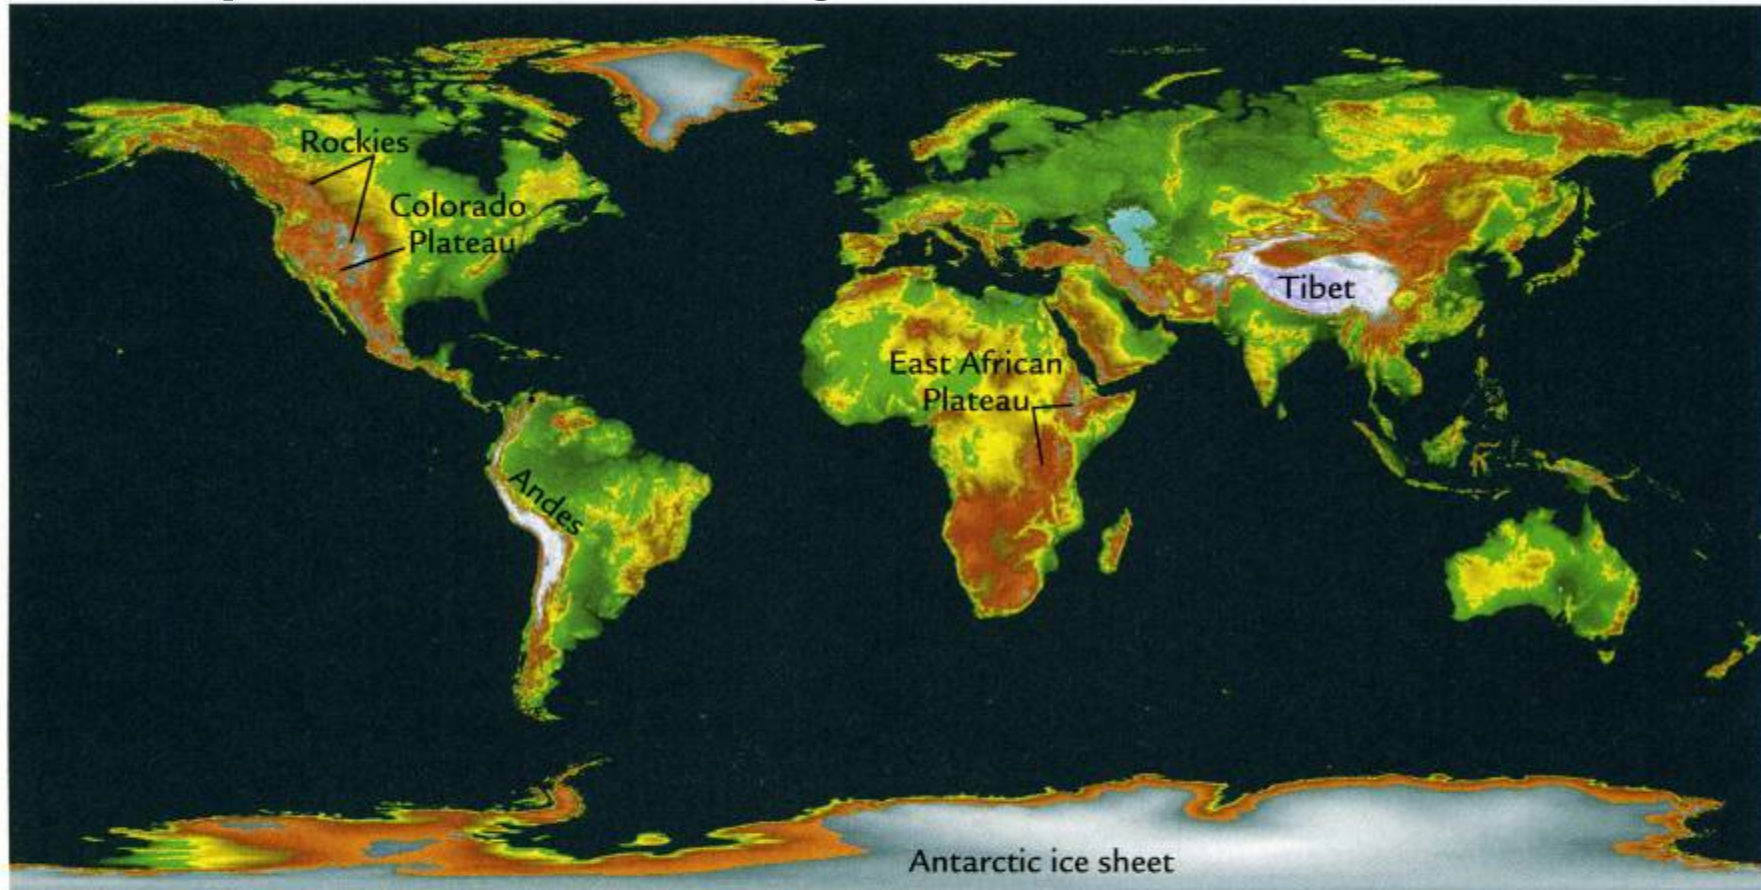 Rockies
Colorado
Plateau
Tibet
East African
Plateau
Andes
Antarctic ice sheet